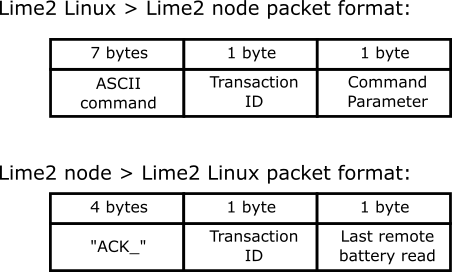 Lime2 Linux > Lime2 node packet format:
7 bytes 1 byte 1 byte
ASCII command Transaction ID Command Parameter
Lime2 node > Lime2 Linux packet format:
4 bytes 1 byte 1 byte
"ACK_" Transaction ID Last remote battery read